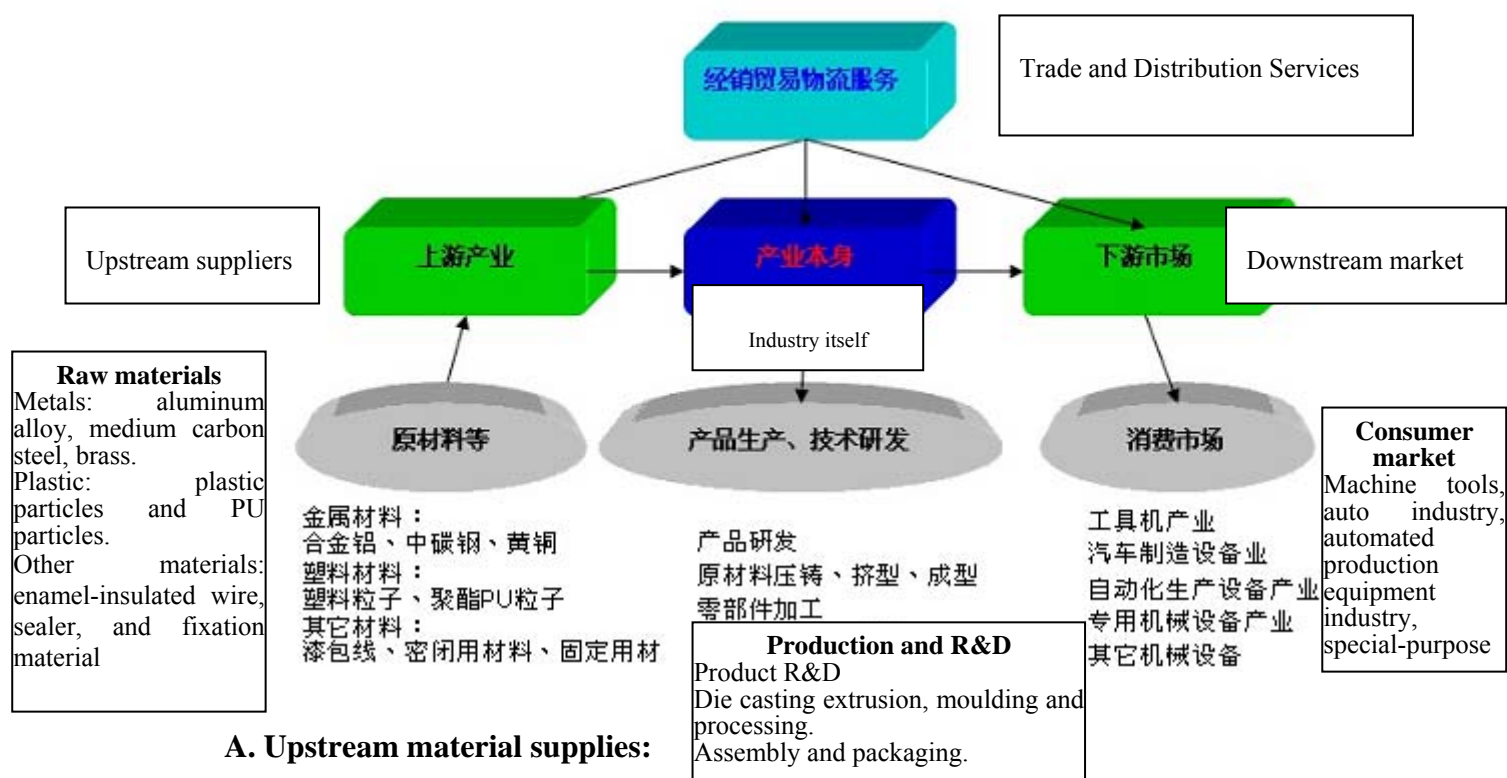 经销贸易物流服务
Trade and Distribution Services
Upstream suppliers
上游产业
产业本身
下游市场
Downstream market
Industry itself
Raw materials
Metals: aluminum
alloy, medium carbon
steel, brass.
Plastic: plastic
particles and PU
particles.
Other materials:
enamel-insulated wire,
sealer, and fixation
material
原材料等
产品生产、技术研发
消费市场
Consumer
market
Machine tools,
auto industry,
automated
production
equipment
industry,
special-purpose
金属材料：
合金铝、中碳钢、黄铜
塑料材料：
塑料粒子、聚酯PU粒子
其它材料：
漆包线、密闭用材料、固定用材
产品研发
原材料压铸、挤型、成型
零部件加工
工具机产业
汽车制造设备业
自动化生产设备产业
专用机械设备产业
其它机械设备
Production and R&D
Product R&D
Die casting extrusion, moulding and
processing.
Assembly and packaging.
A. Upstream material supplies: